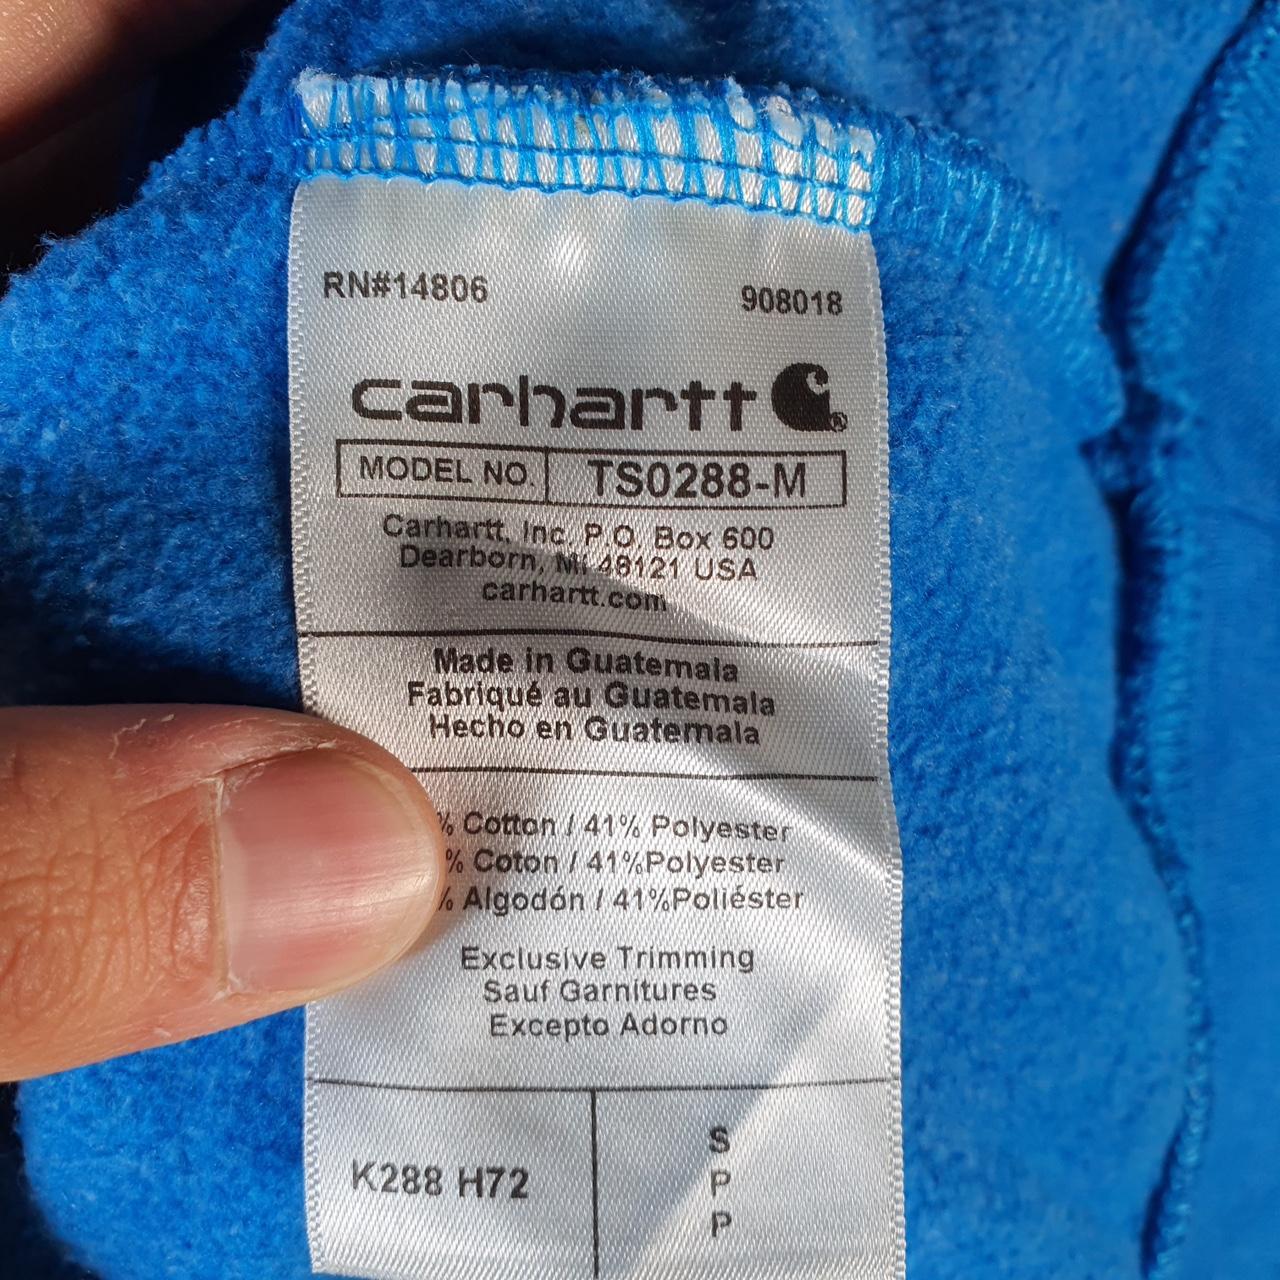 RN#14806 908018
carhartt
MODEL NO. TS0288-M
Carhartt, Inc. P.O. Box 600
Dearborn, MI 48121 USA
carhartt.com
Made in Guatemala
Fabriqué au Guatemala
Hecho en Guatemala
% Cotton / 41% Polyester
% Coton / 41%Polyester
% Algodón / 41%Poliéster
Exclusive Trimming
Sauf Garnitures
Excepto Adorno
K288 H72
S
P
P